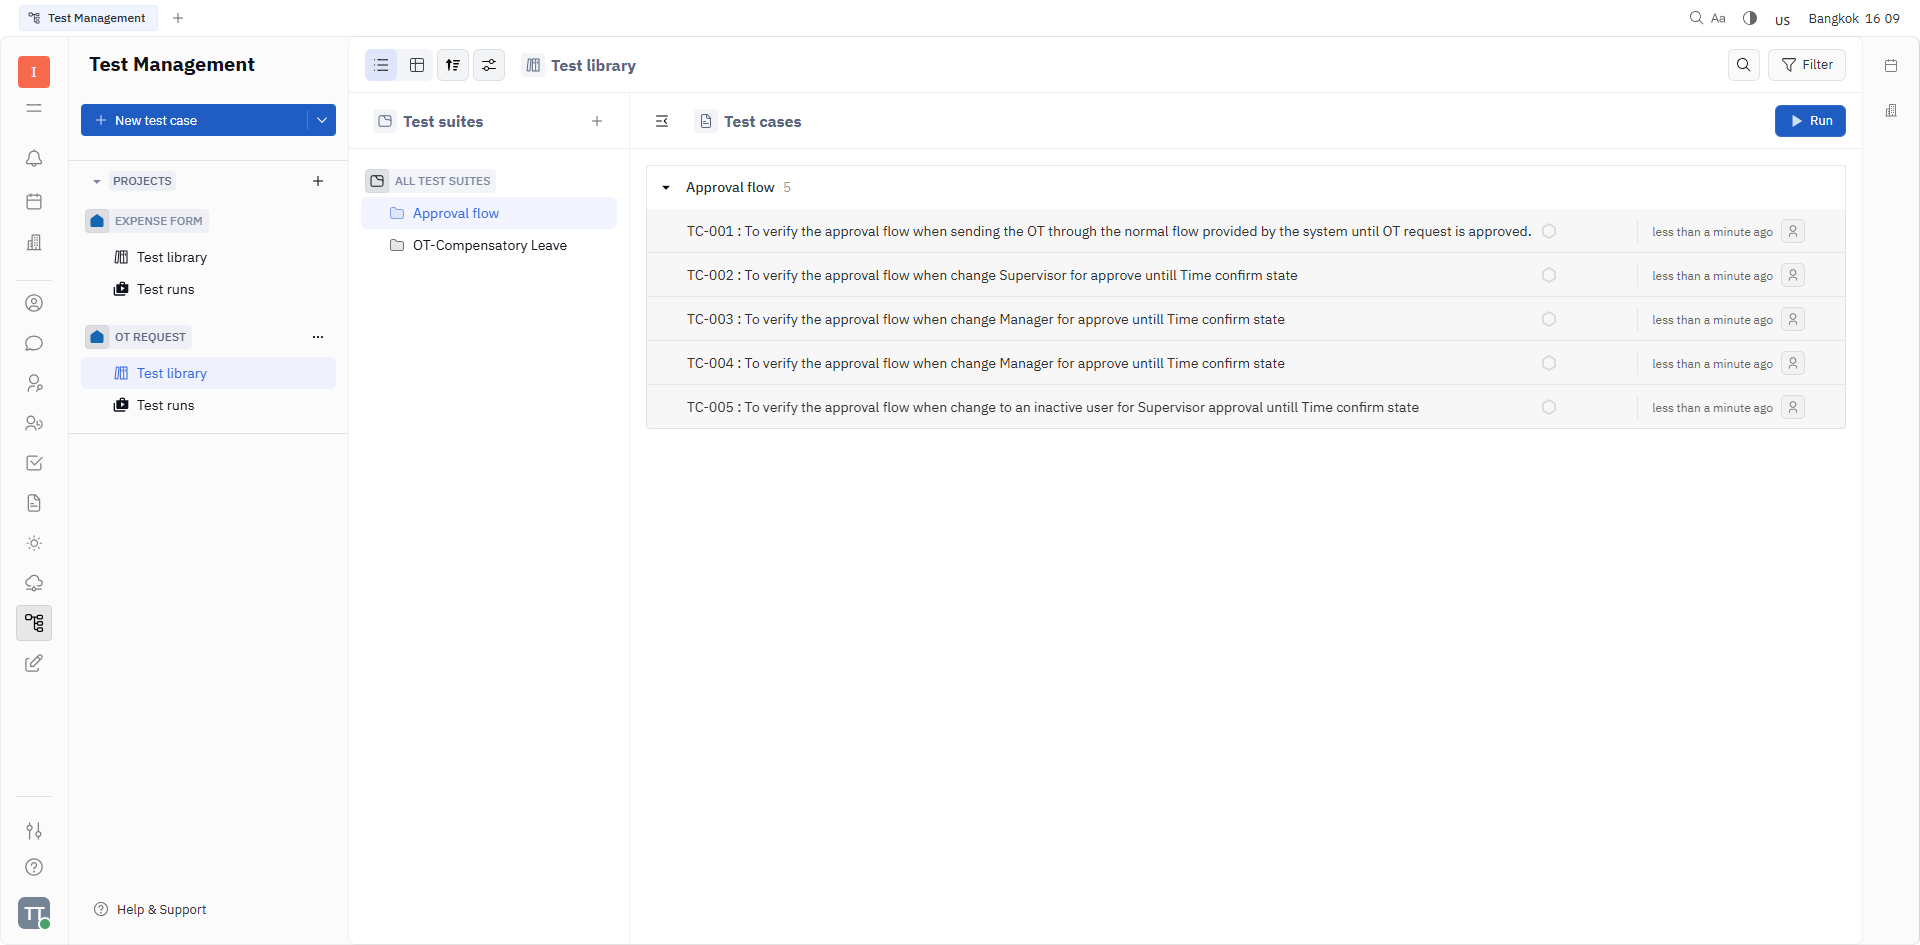 Test Management
Aa
US
Bangkok 16 09
I
Test Management
New test case
PROJECTS
EXPENSE FORM
Test library
Test runs
OT REQUEST
Test library
Test runs
Help & Support
TT
Test library
Filter
Test suites
ALL TEST SUITES
Approval flow
OT-Compensatory Leave
Test cases
Run
Approval flow 5
TC-001 : To verify the approval flow when sending the OT through the normal flow provided by the system until OT request is approved. less than a minute ago
TC-002 : To verify the approval flow when change Supervisor for approve untill Time confirm state less than a minute ago
TC-003 : To verify the approval flow when change Manager for approve untill Time confirm state less than a minute ago
TC-004 : To verify the approval flow when change Manager for approve untill Time confirm state less than a minute ago
TC-005 : To verify the approval flow when change to an inactive user for Supervisor approval untill Time confirm state less than a minute ago